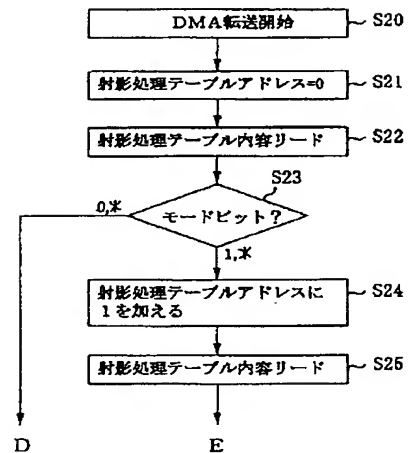 DMA転送開始
S20
射影処理テーブルアドレス=0
S21
射影処理テーブル内容リード
S22
S23
モードビット?
0,*
1,*
射影処理テーブルアドレスに
1を加える
S24
射影処理テーブル内容リード
S25
D
E